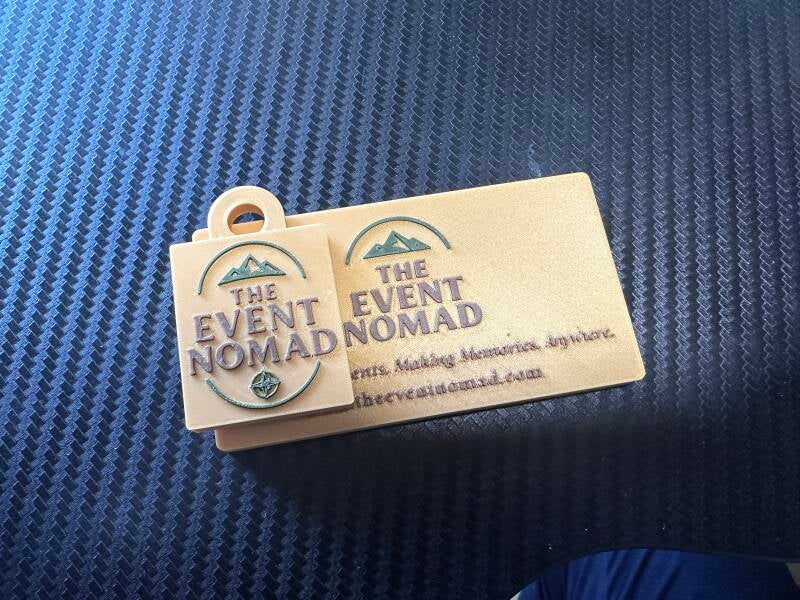 THE
EVENT
NOMAD
THE
EVENT
NOMAD
Making Memories. Anywhere.
theeventnomad.com